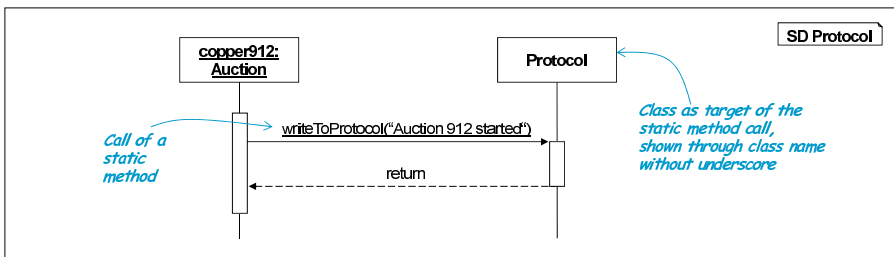 SD Protocol
copper912:
Auction
Protocol
Call of a
static
method
writeToProtocol("Auction 912 started")
return
Class as target of the
static method call,
shown through class name
without underscore